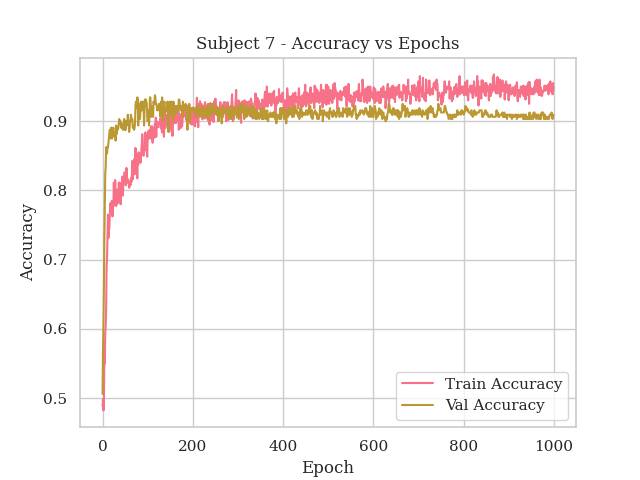 Subject 7 - Accuracy vs Epochs
Accuracy
0.9
0.8
0.7
0.6
0.5
0 200 400 600 800 1000
Epoch
Train Accuracy
Val Accuracy